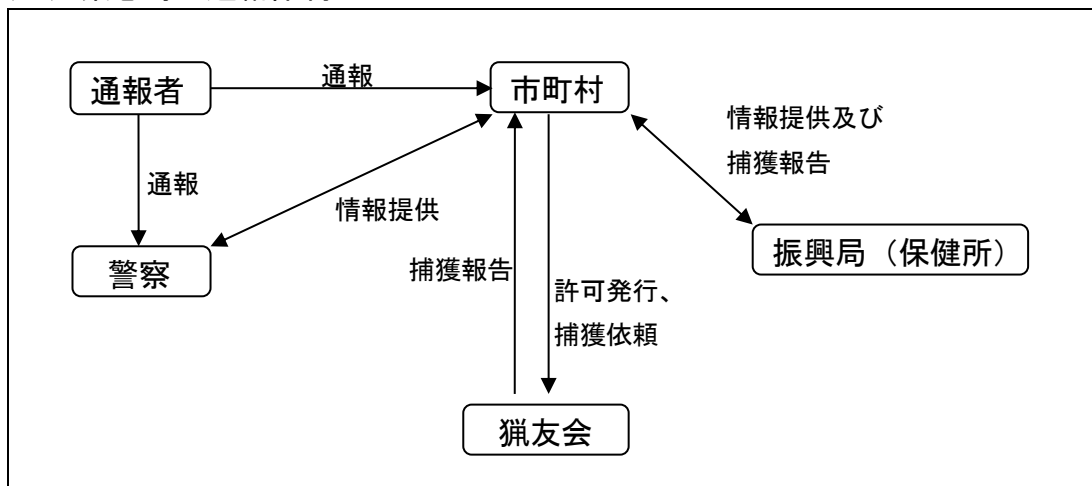 通報者
通報
市町村
情報提供及び
捕獲報告
通報
情報提供
警察
捕獲報告
振興局（保健所）
許可発行、
捕獲依頼
猟友会